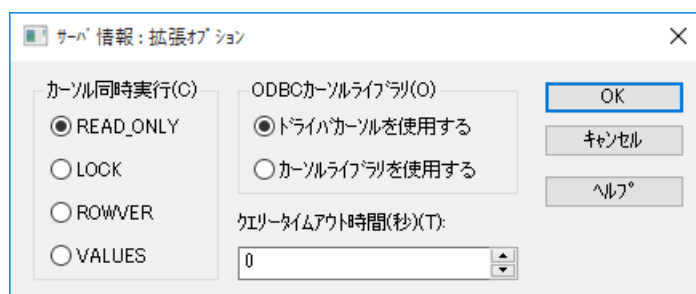 ｻｰﾊﾞ情報：拡張ｵﾌﾟｼｮﾝ
ｶｰｿﾙ同時実行(C)
READ_ONLY
LOCK
ROWVER
VALUES
ODBCｶｰｿﾙﾗｲﾌﾞﾗﾘ(O)
ﾄﾞﾗｲﾊﾞｶｰｿﾙを使用する
ｶｰｿﾙﾗｲﾌﾞﾗﾘを使用する
ｸｴﾘｰﾀｲﾑｱｳﾄ時間(秒)(T):
0
OK
ｷｬﾝｾﾙ
ﾍﾙﾌﾟ